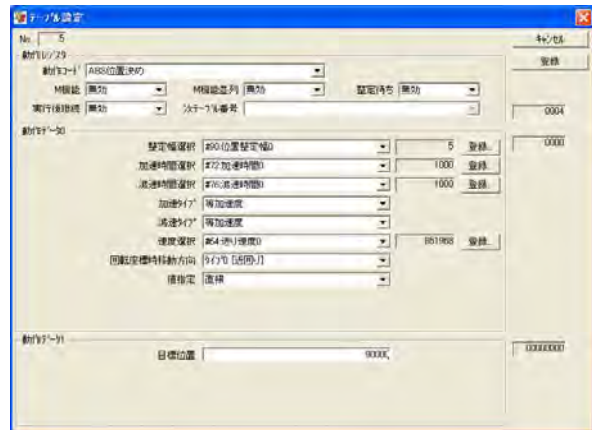 テーブル設定
No. 5
キャンセル
登録
動作レジスタ
動作コード ABS位置決め
M機能 無効 M機能並列 無効 整定待ち 無効
実行後継続 無効 次テーブル番号
0004
動作データ0
0000
整定幅選択 #90:位置整定幅0 5 登録..
加速時間選択 #72:加速時間0 1000 登録..
減速時間選択 #76:減速時間0 1000 登録..
加速タイプ 等加速度
減速タイプ 等加速度
速度選択 #64:送り速度0 登録..
回転座標時移動方向 タイプ0 [近回り]
値指定 直接
動作データ1
目標位置 90000
00000000